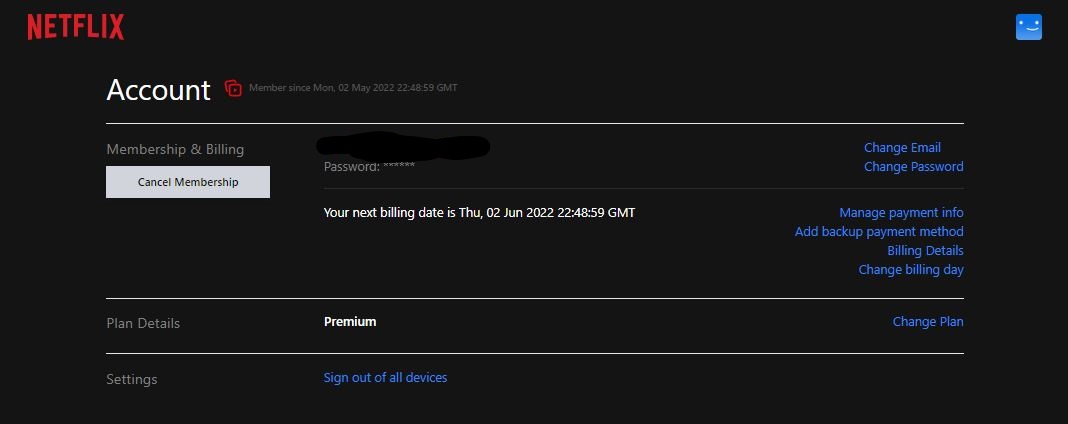 NETFLIX
Account
Member since Mon, 02 May 2022 22:48:59 GMT
Membership & Billing
Cancel Membership
Change Email
Password: ******
Change Password
Your next billing date is Thu, 02 Jun 2022 22:48:59 GMT
Manage payment info
Add backup payment method
Billing Details
Change billing day
Plan Details
Premium
Change Plan
Settings
Sign out of all devices